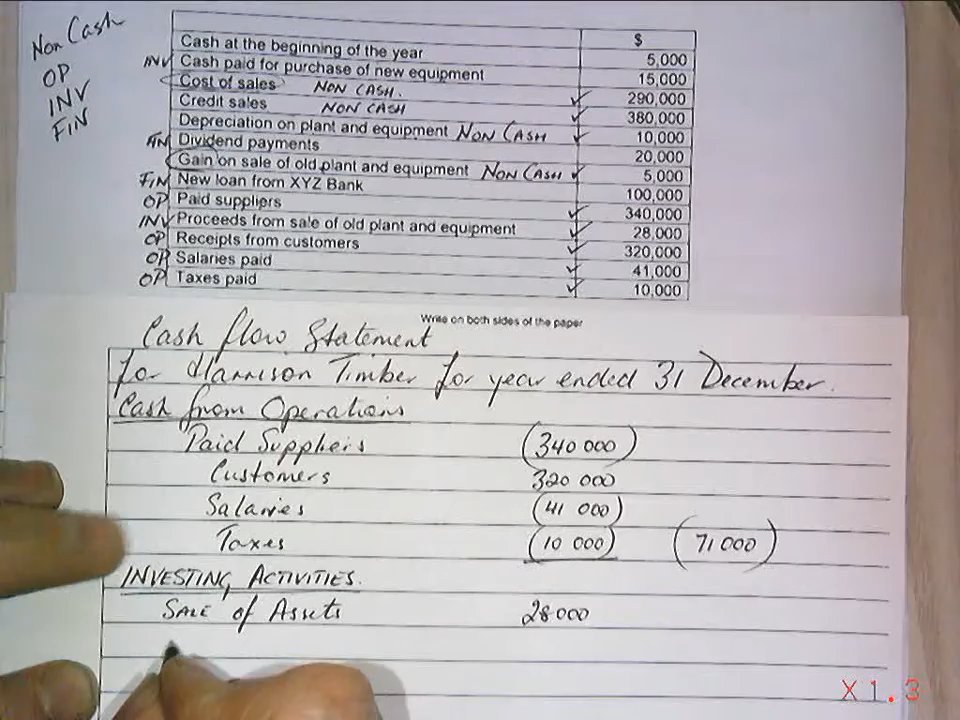 Non Cash
OP
INV
FIN
$
Cash at the beginning of the year 5,000
INV Cash paid for purchase of new equipment 15,000
Cost of sales NON CASH. ✓ 290,000
Credit sales NON CASH ✓ 380,000
Depreciation on plant and equipment NON CASH ✓ 10,000
FIN Dividend payments 20,000
Gain on sale of old plant and equipment NON CASH ✓ 5,000
FIN New loan from XYZ Bank 100,000
OP Paid suppliers ✓ 340,000
INV Proceeds from sale of old plant and equipment ✓ 28,000
OP Receipts from customers ✓ 320,000
OP Salaries paid ✓ 41,000
OP Taxes paid ✓ 10,000
Write on both sides of the paper
Cash flow Statement
for Harrison Timber for year ended 31 December.
Cash from Operations
Paid Suppliers (340 000)
Customers 320 000
Salaries (41 000)
Taxes (10 000) (71 000)
INVESTING ACTIVITIES.
SALE of Assets 28 000
X1.3